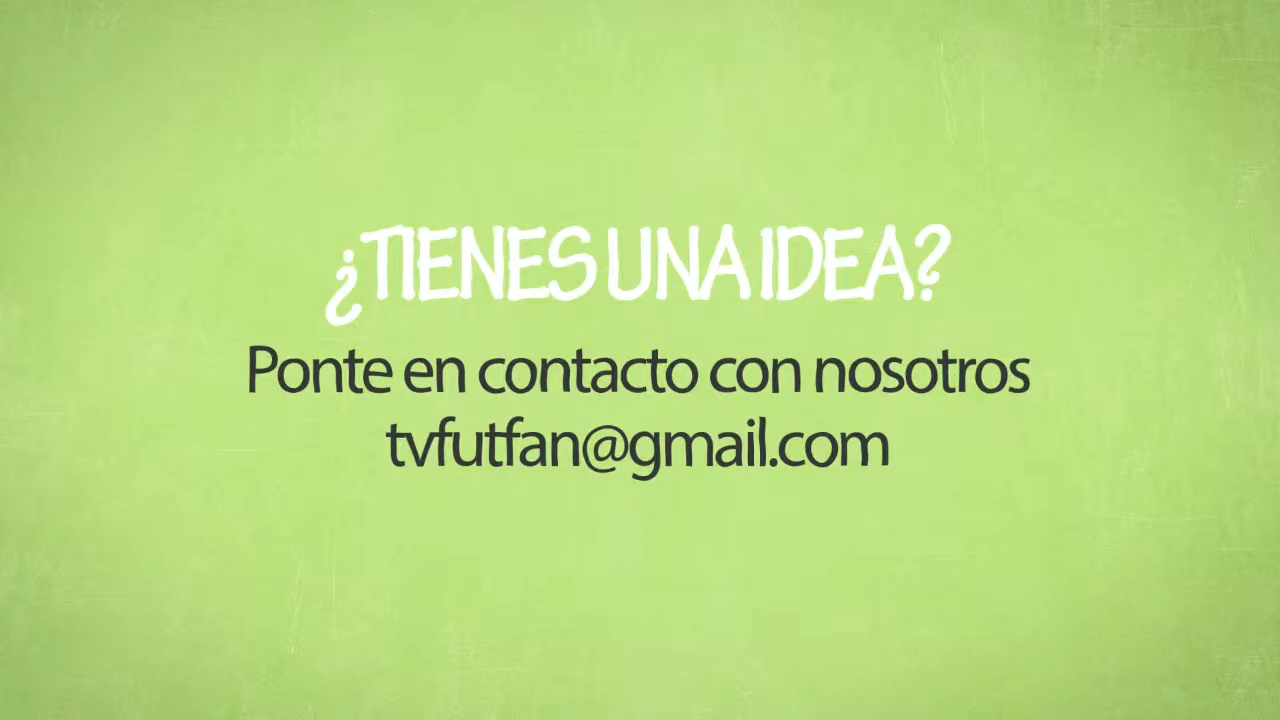 ¿TIENES UNA IDEA?
Ponte en contacto con nosotros
tvfutfan@gmail.com